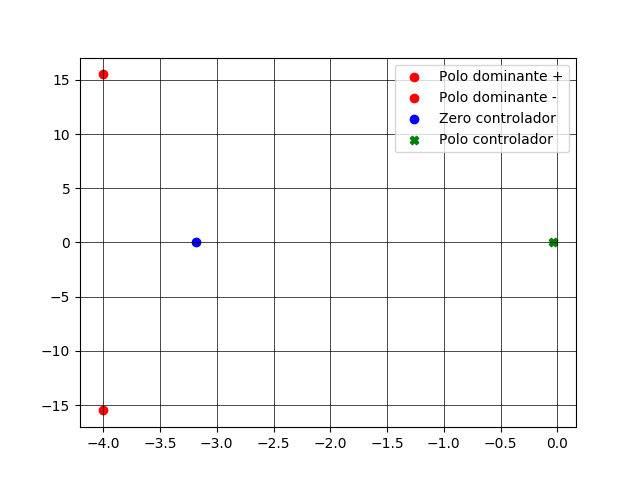 Polo dominante +
Polo dominante -
Zero controlador
Polo controlador
15
10
5
0
−5
−10
−15
−4.0 −3.5 −3.0 −2.5 −2.0 −1.5 −1.0 −0.5 0.0